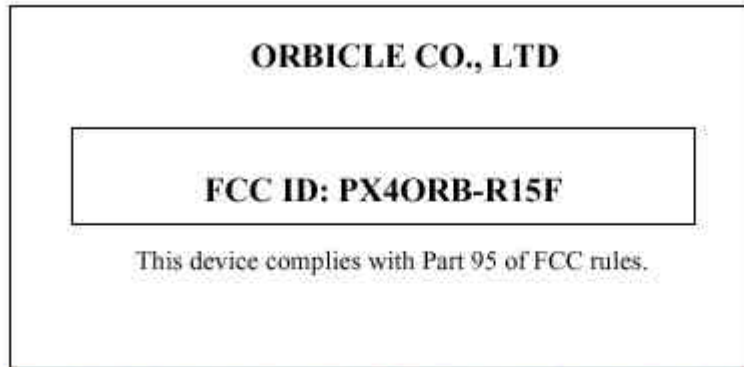 ORBICLE CO., LTD
FCC ID: PX4ORB-R15F
This device complies with Part 95 of FCC rules.